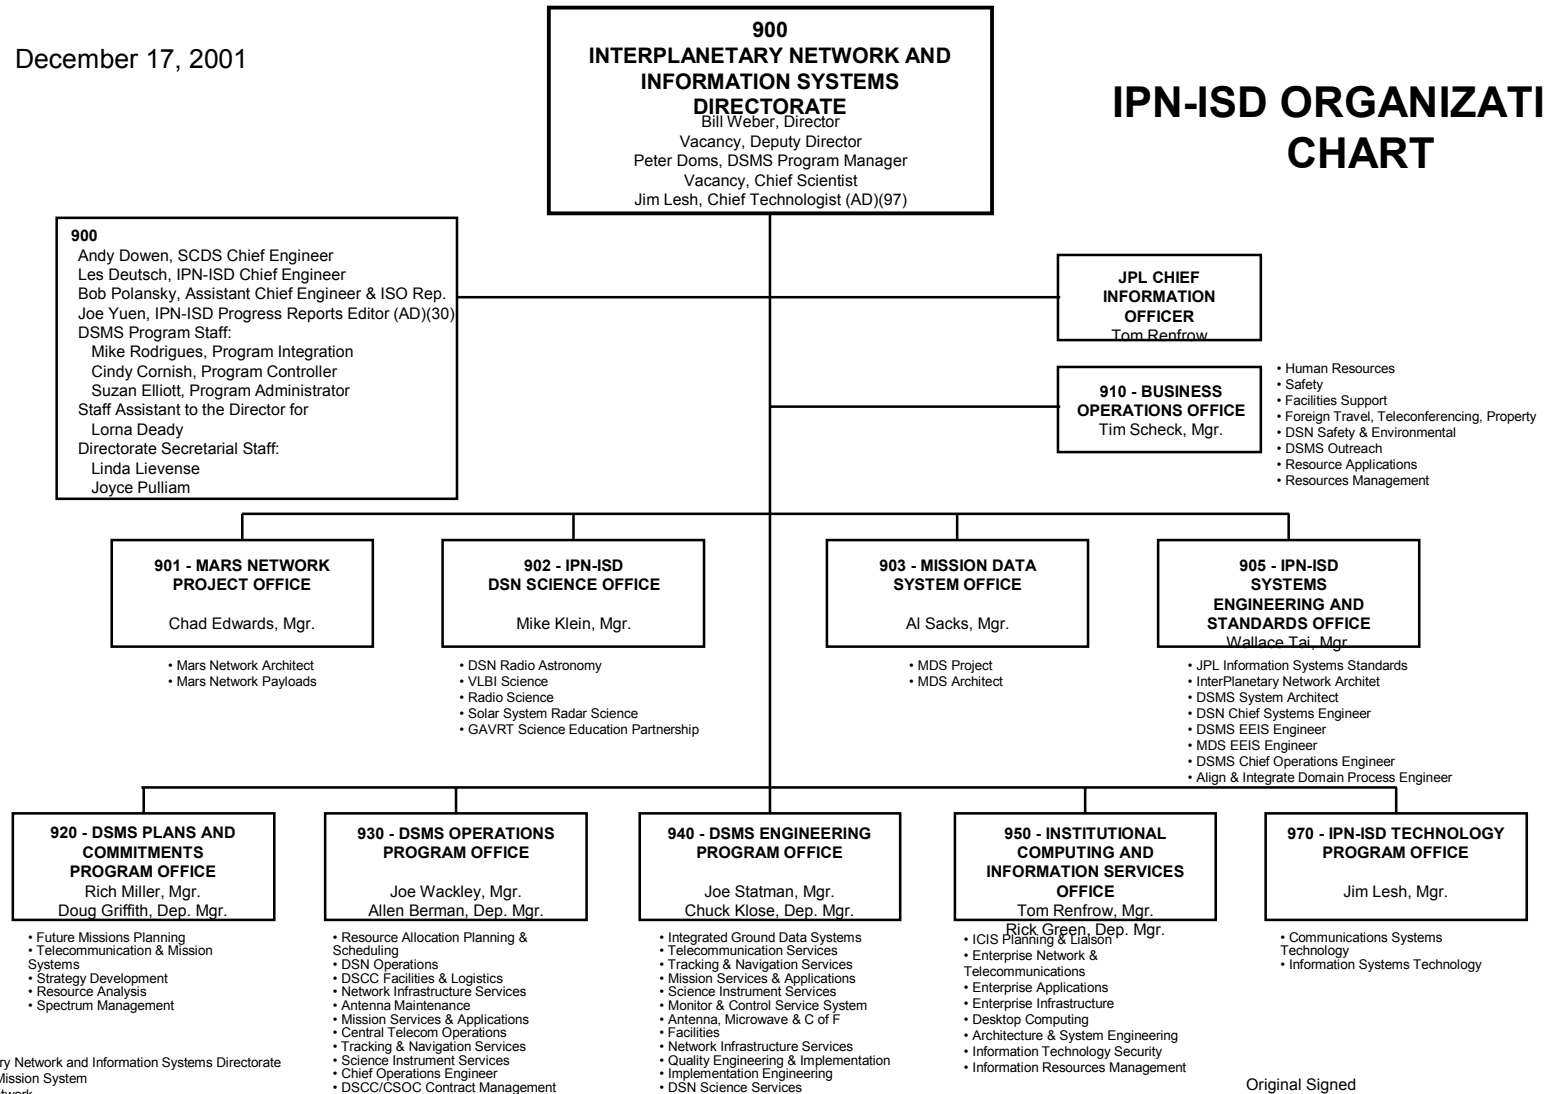 December 17, 2001
900
INTERPLANETARY NETWORK AND
INFORMATION SYSTEMS
DIRECTORATE
Bill Weber, Director
Vacancy, Deputy Director
Peter Doms, DSMS Program Manager
Vacancy, Chief Scientist
Jim Lesh, Chief Technologist (AD)(97)
IPN-ISD ORGANIZATI
CHART
900
Andy Dowen, SCDS Chief Engineer
Les Deutsch, IPN-ISD Chief Engineer
Bob Polansky, Assistant Chief Engineer & ISO Rep.
Joe Yuen, IPN-ISD Progress Reports Editor (AD)(30)
DSMS Program Staff:
Mike Rodrigues, Program Integration
Cindy Cornish, Program Controller
Suzan Elliott, Program Administrator
Staff Assistant to the Director for
Lorna Deady
Directorate Secretarial Staff:
Linda Lievense
Joyce Pulliam
JPL CHIEF
INFORMATION
OFFICER
Tom Renfrow
910 - BUSINESS
OPERATIONS OFFICE
Tim Scheck, Mgr.
• Human Resources
• Safety
• Facilities Support
• Foreign Travel, Teleconferencing, Property
• DSN Safety & Environmental
• DSMS Outreach
• Resource Applications
• Resources Management
901 - MARS NETWORK
PROJECT OFFICE
Chad Edwards, Mgr.
• Mars Network Architect
• Mars Network Payloads
902 - IPN-ISD
DSN SCIENCE OFFICE
Mike Klein, Mgr.
• DSN Radio Astronomy
• VLBI Science
• Radio Science
• Solar System Radar Science
• GAVRT Science Education Partnership
903 - MISSION DATA
SYSTEM OFFICE
Al Sacks, Mgr.
• MDS Project
• MDS Architect
905 - IPN-ISD
SYSTEMS
ENGINEERING AND
STANDARDS OFFICE
Wallace Tai, Mgr.
• JPL Information Systems Standards
• InterPlanetary Network Architet
• DSMS System Architect
• DSN Chief Systems Engineer
• DSMS EEIS Engineer
• MDS EEIS Engineer
• DSMS Chief Operations Engineer
• Align & Integrate Domain Process Engineer
920 - DSMS PLANS AND
COMMITMENTS
PROGRAM OFFICE
Rich Miller, Mgr.
Doug Griffith, Dep. Mgr.
• Future Missions Planning
• Telecommunication & Mission
Systems
• Strategy Development
• Resource Analysis
• Spectrum Management
930 - DSMS OPERATIONS
PROGRAM OFFICE
Joe Wackley, Mgr.
Allen Berman, Dep. Mgr.
• Resource Allocation Planning &
Scheduling
• DSN Operations
• DSCC Facilities & Logistics
• Network Infrastructure Services
• Antenna Maintenance
• Mission Services & Applications
• Central Telecom Operations
• Tracking & Navigation Services
• Science Instrument Services
• Chief Operations Engineer
• DSCC/CSOC Contract Management
940 - DSMS ENGINEERING
PROGRAM OFFICE
Joe Statman, Mgr.
Chuck Klose, Dep. Mgr.
• Integrated Ground Data Systems
• Telecommunication Services
• Tracking & Navigation Services
• Mission Services & Applications
• Science Instrument Services
• Monitor & Control Service System
• Antenna, Microwave & C of F
• Facilities
• Network Infrastructure Services
• Quality Engineering & Implementation
• Implementation Engineering
• DSN Science Services
950 - INSTITUTIONAL
COMPUTING AND
INFORMATION SERVICES
OFFICE
Tom Renfrow, Mgr.
Rick Green, Dep. Mgr.
• ICIS Planning & Liaison
• Enterprise Network &
Telecommunications
• Enterprise Applications
• Enterprise Infrastructure
• Desktop Computing
• Architecture & System Engineering
• Information Technology Security
• Information Resources Management
970 - IPN-ISD TECHNOLOGY
PROGRAM OFFICE
Jim Lesh, Mgr.
• Communications Systems
Technology
• Information Systems Technology
ry Network and Information Systems Directorate
Mission System
Original Signed